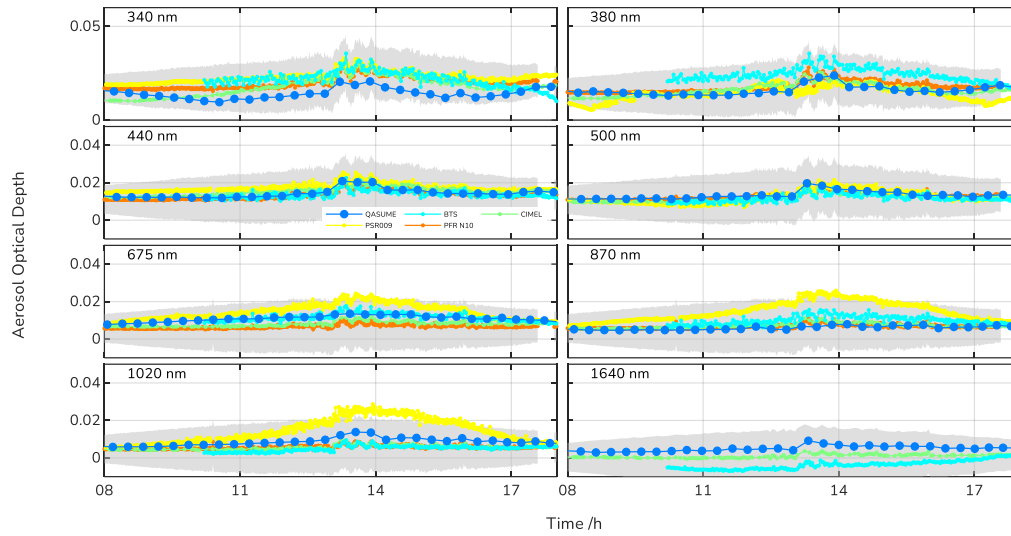 340 nm 380 nm
0.05
0
440 nm 500 nm
0.04
0.02
0
QASUME BTS CIMEL
PSR009 PFR N10
675 nm 870 nm
0.04
0.02
0
1020 nm 1640 nm
0.04
0.02
0
08 11 14 17 08 11 14 17
Aerosol Optical Depth
Time /h